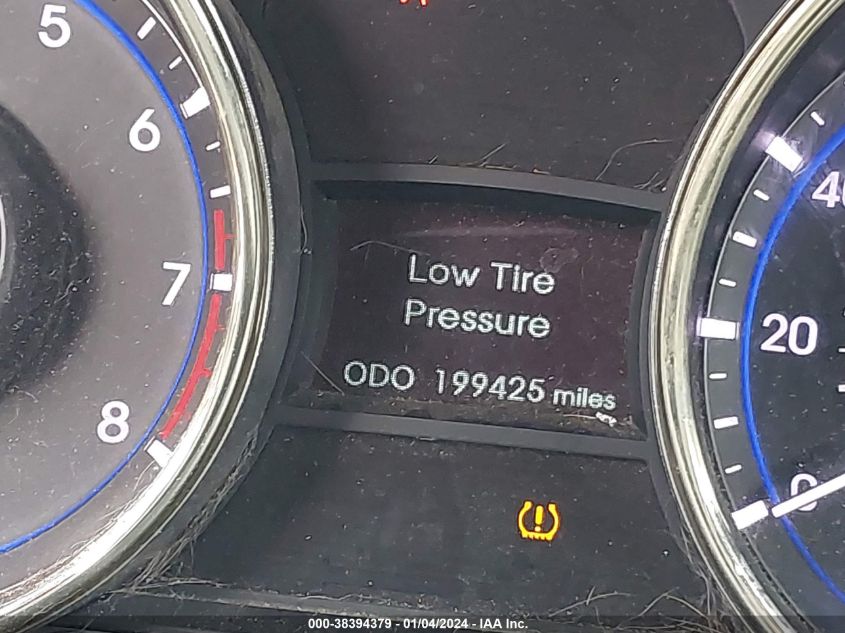 5
6
7
8
Low Tire
Pressure
ODO 199425 miles
40
20
0
000-38394379 - 01/04/2024 - IAA Inc.